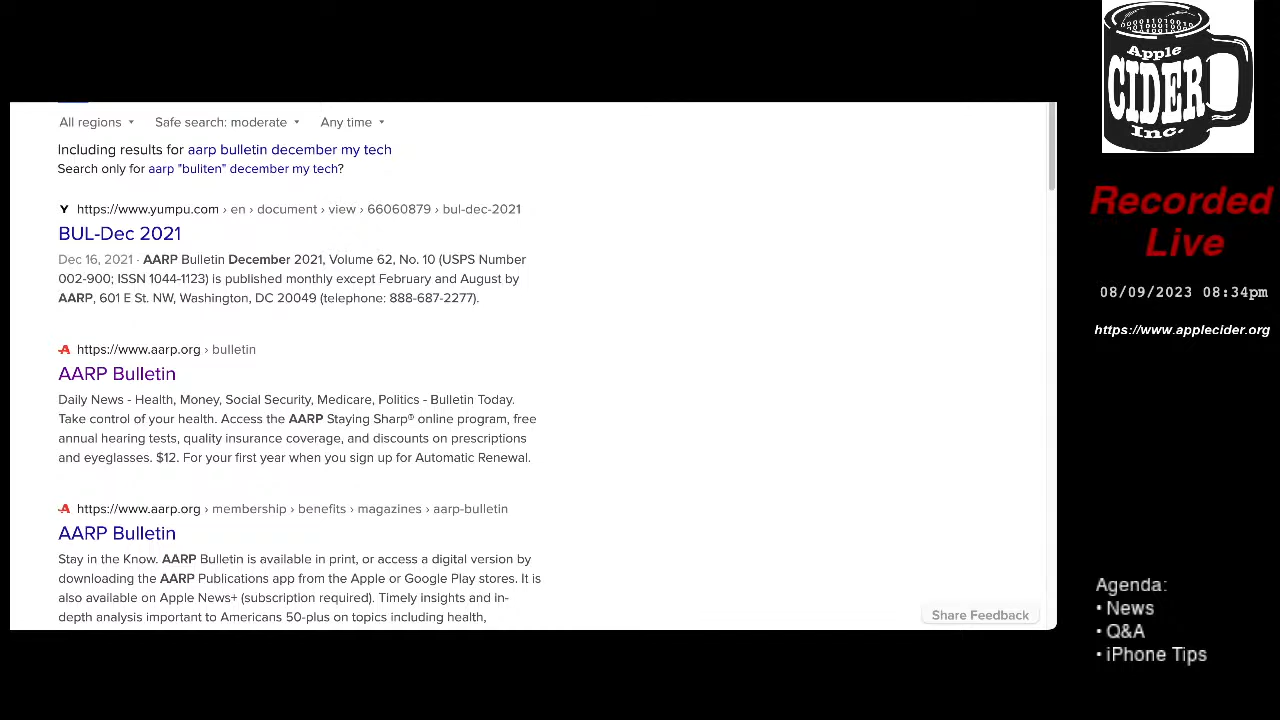 All regions
Safe search: moderate
Any time
Including results for aarp bulletin december my tech
Search only for aarp "buliten" december my tech?
Y https://www.yumpu.com › en › document › view › 66060879 › bul-dec-2021
BUL-Dec 2021
Dec 16, 2021 · AARP Bulletin December 2021, Volume 62, No. 10 (USPS Number
002-900; ISSN 1044-1123) is published monthly except February and August by
AARP, 601 E St. NW, Washington, DC 20049 (telephone: 888-687-2277).
A https://www.aarp.org › bulletin
AARP Bulletin
Daily News - Health, Money, Social Security, Medicare, Politics - Bulletin Today.
Take control of your health. Access the AARP Staying Sharp® online program, free
annual hearing tests, quality insurance coverage, and discounts on prescriptions
and eyeglasses. $12. For your first year when you sign up for Automatic Renewal.
A https://www.aarp.org › membership › benefits › magazines › aarp-bulletin
AARP Bulletin
Stay in the Know. AARP Bulletin is available in print, or access a digital version by
downloading the AARP Publications app from the Apple or Google Play stores. It is
also available on Apple News+ (subscription required). Timely insights and in-
depth analysis important to Americans 50-plus on topics including health,
Share Feedback
Apple
CIDER
Inc.
Recorded
Live
08/09/2023 08:34pm
https://www.applecider.org
Agenda:
• News
• Q&A
• iPhone Tips